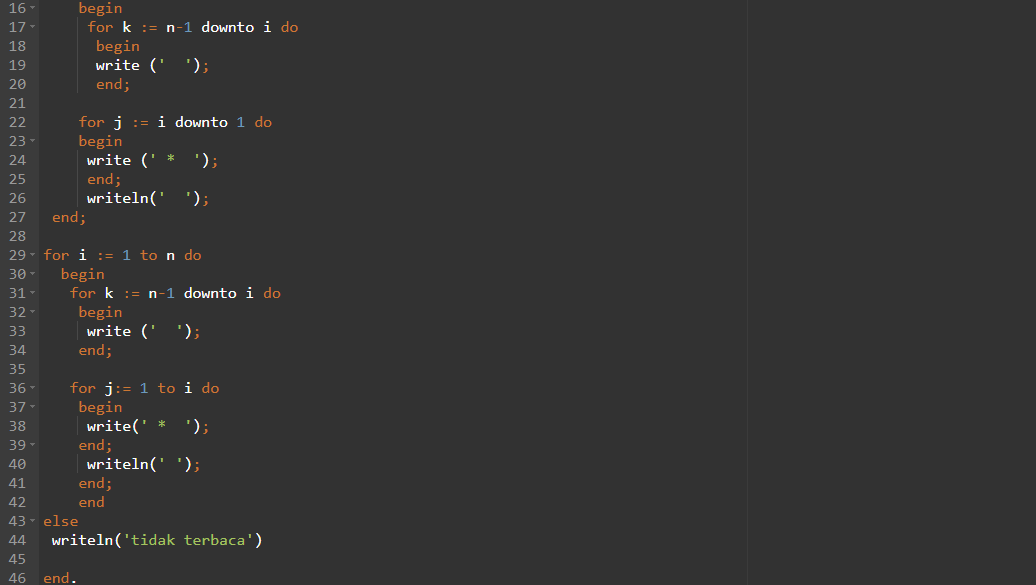 16 begin
17 for k := n-1 downto i do
18 begin
19 write ('  ');
20 end;
21
22 for j := i downto 1 do
23 begin
24 write (' *  ');
25 end;
26 writeln('  ');
27 end;
28
29 for i := 1 to n do
30 begin
31 for k := n-1 downto i do
32 begin
33 write ('  ');
34 end;
35
36 for j:= 1 to i do
37 begin
38 write(' *  ');
39 end;
40 writeln(' ');
41 end;
42 end
43 else
44 writeln('tidak terbaca')
45
46 end.